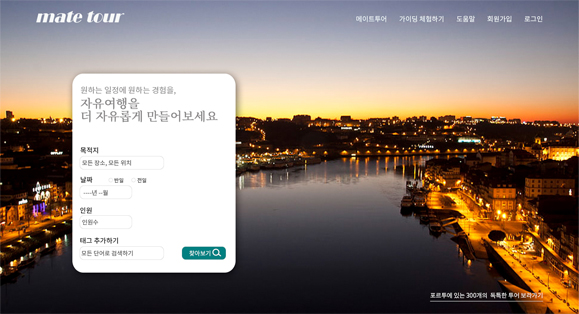 mate tour
메이트투어 가이딩 체험하기 도움말 회원가입 로그인
원하는 일정에 원하는 경험을,
자유여행을
더 자유롭게 만들어보세요
목적지
모든 장소, 모든 위치
날짜 반일 전일
----년 --월
인원
인원수
태그 추가하기
모든 단어로 검색하기 찾아보기
포르투에 있는 300개의 독특한 투어 보러가기